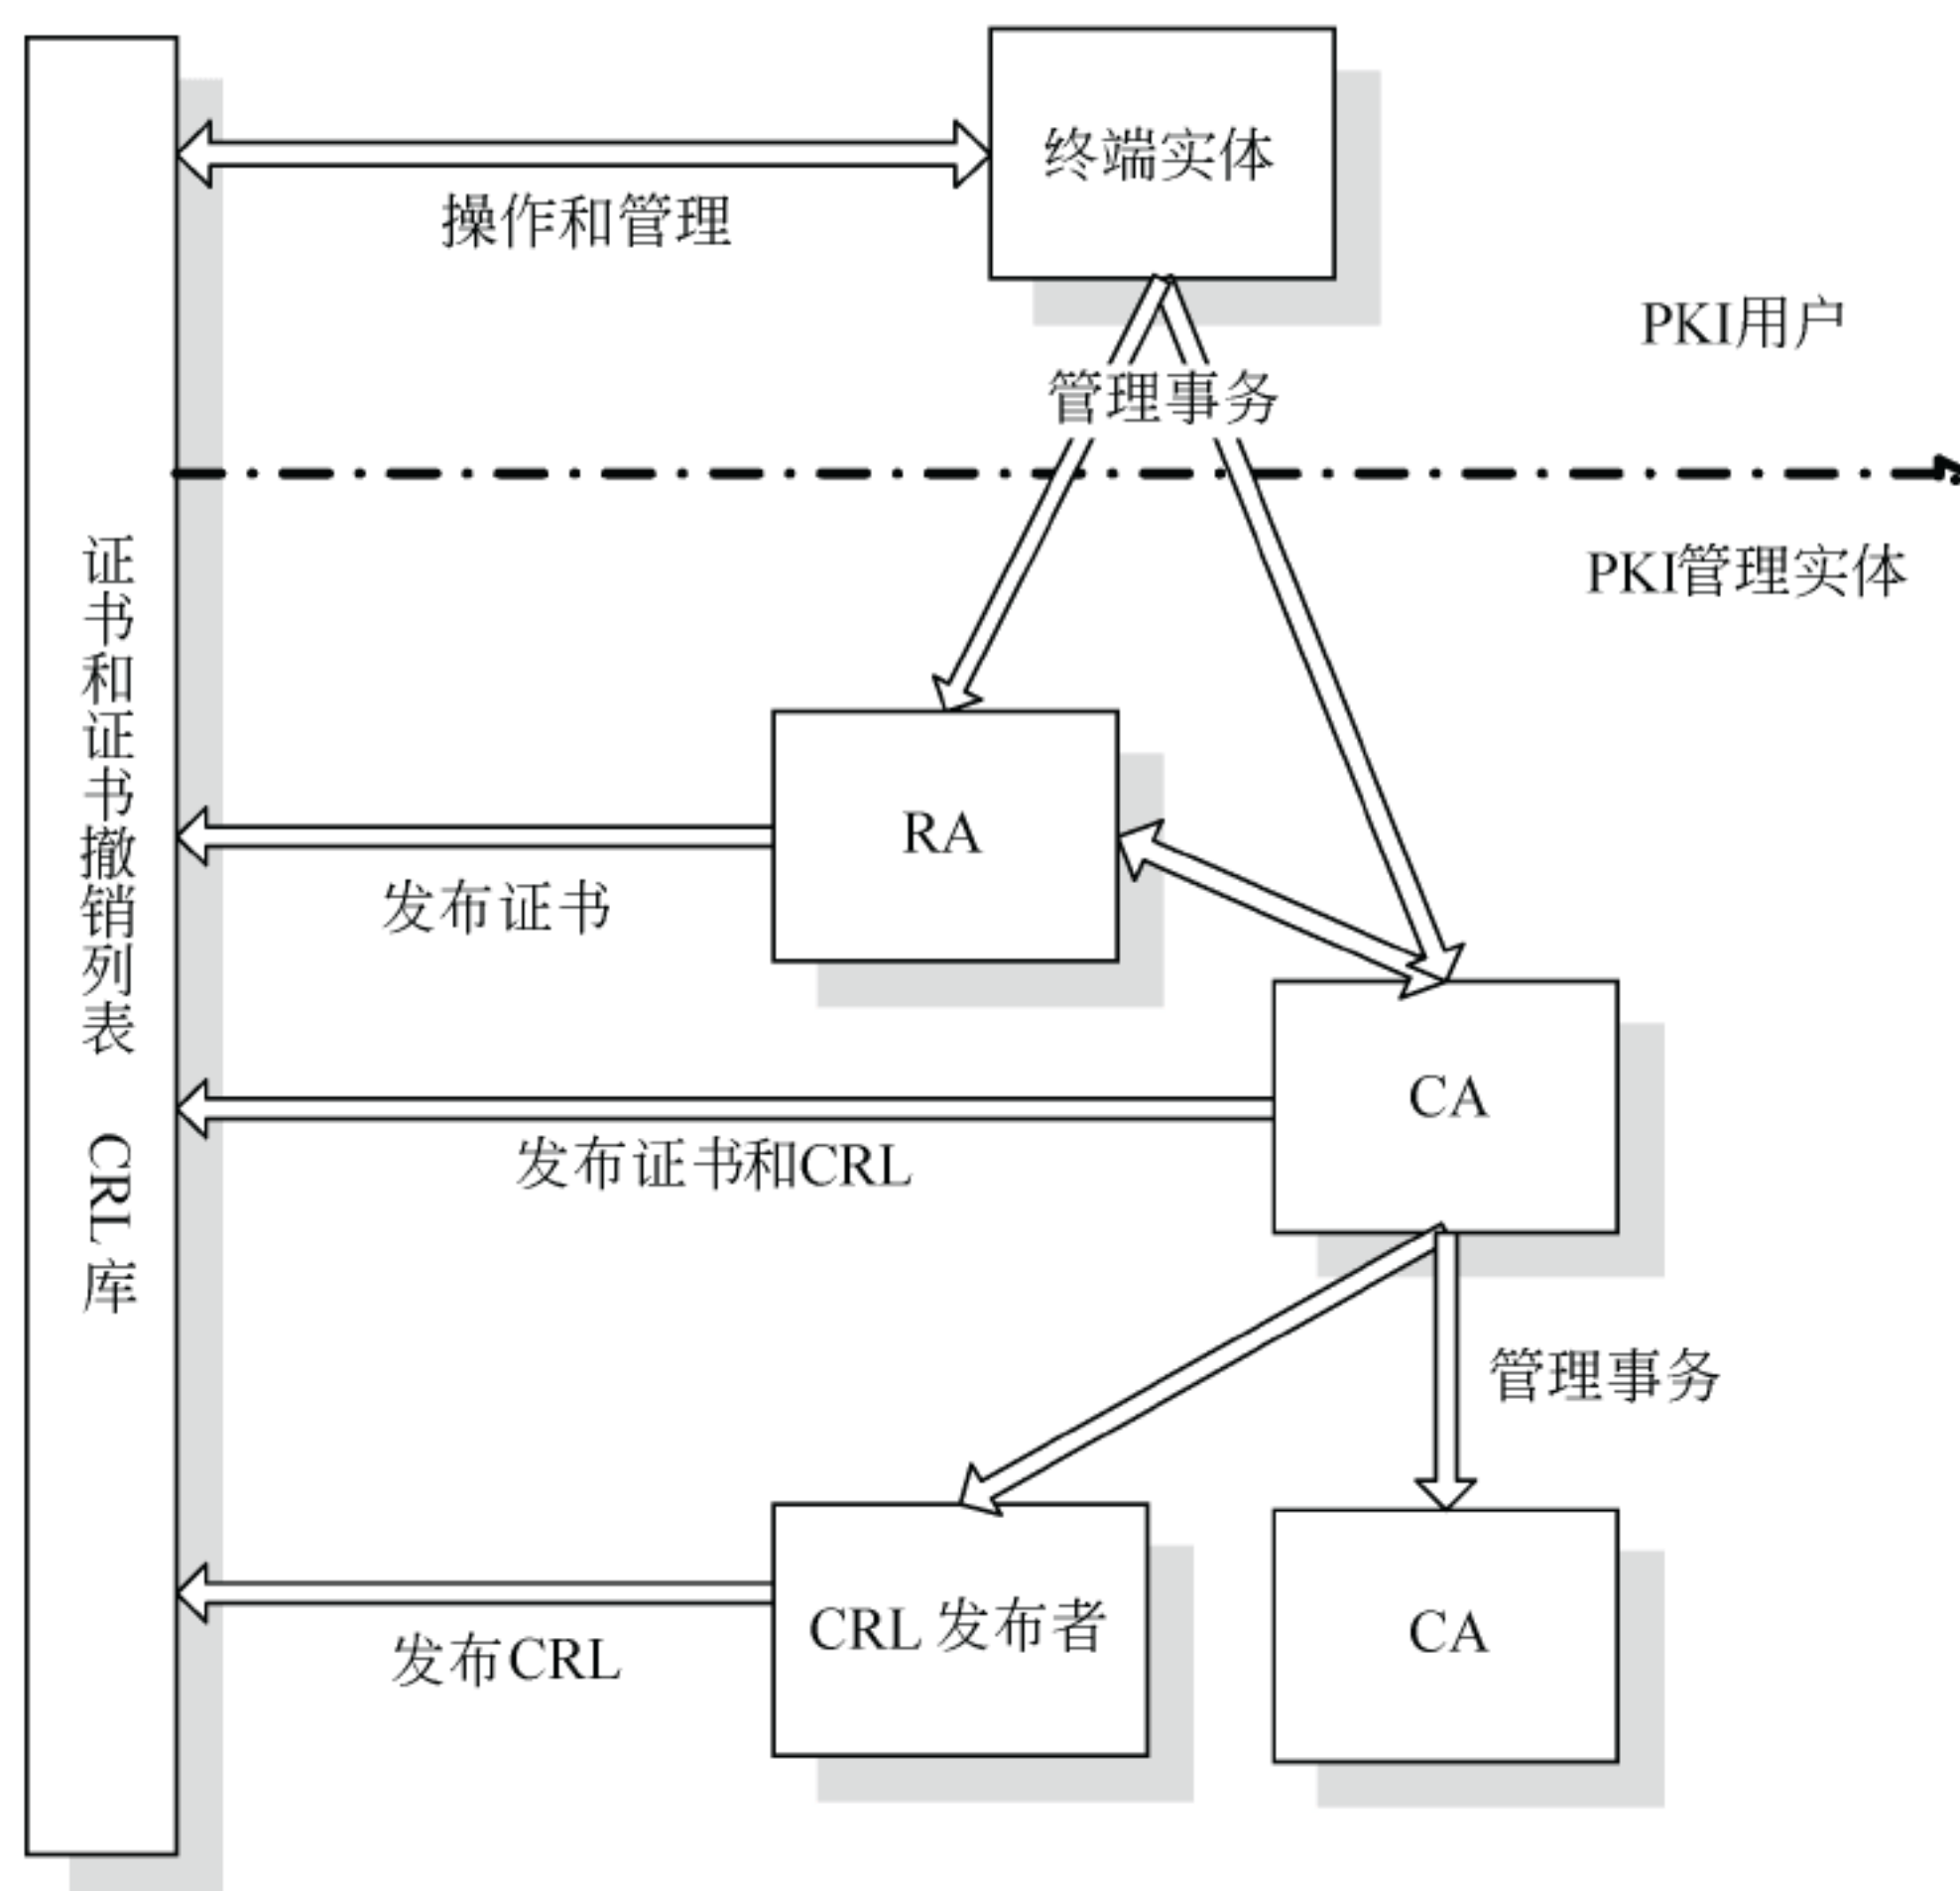 终端实体
操作和管理
PKI用户
管理事务
PKI管理实体
证书和证书撤销列表 CRL库
RA
发布证书
CA
发布证书和CRL
管理事务
CRL 发布者
CA
发布CRL